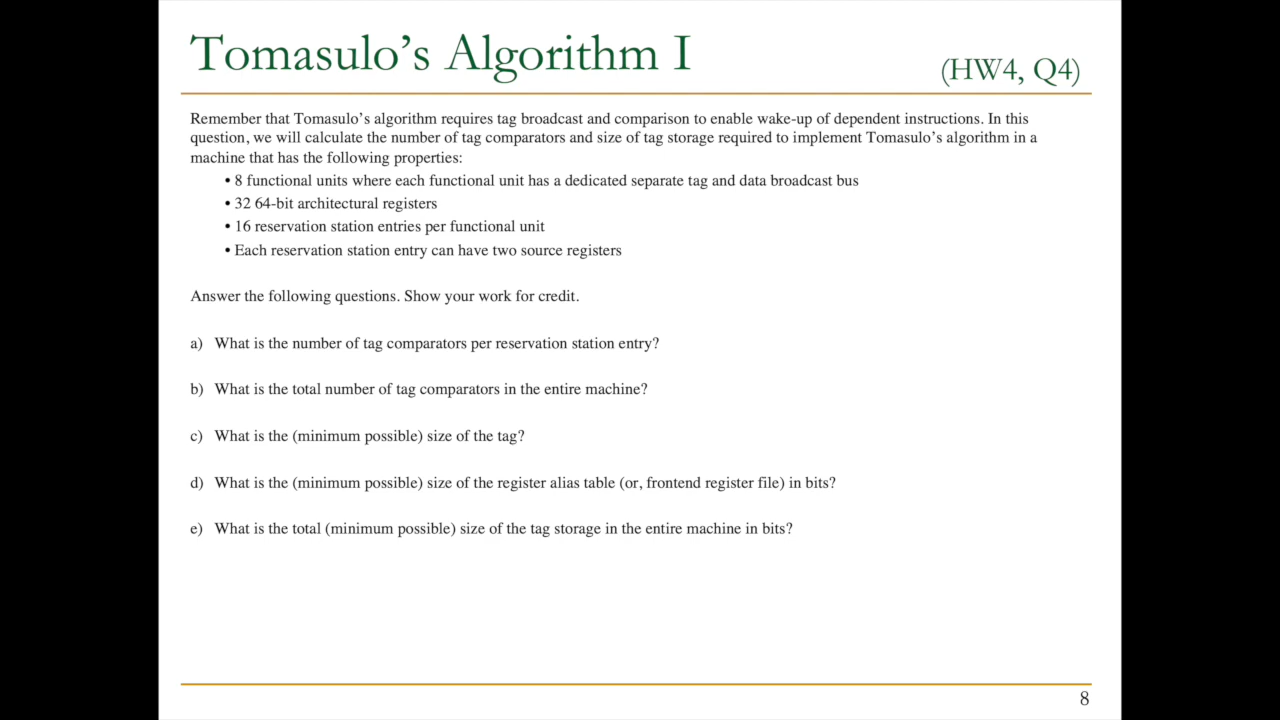 Tomasulo's Algorithm I
(HW4, Q4)
Remember that Tomasulo's algorithm requires tag broadcast and comparison to enable wake-up of dependent instructions. In this
question, we will calculate the number of tag comparators and size of tag storage required to implement Tomasulo's algorithm in a
machine that has the following properties:
• 8 functional units where each functional unit has a dedicated separate tag and data broadcast bus
• 32 64-bit architectural registers
• 16 reservation station entries per functional unit
• Each reservation station entry can have two source registers
Answer the following questions. Show your work for credit.
a) What is the number of tag comparators per reservation station entry?
b) What is the total number of tag comparators in the entire machine?
c) What is the (minimum possible) size of the tag?
d) What is the (minimum possible) size of the register alias table (or, frontend register file) in bits?
e) What is the total (minimum possible) size of the tag storage in the entire machine in bits?
8